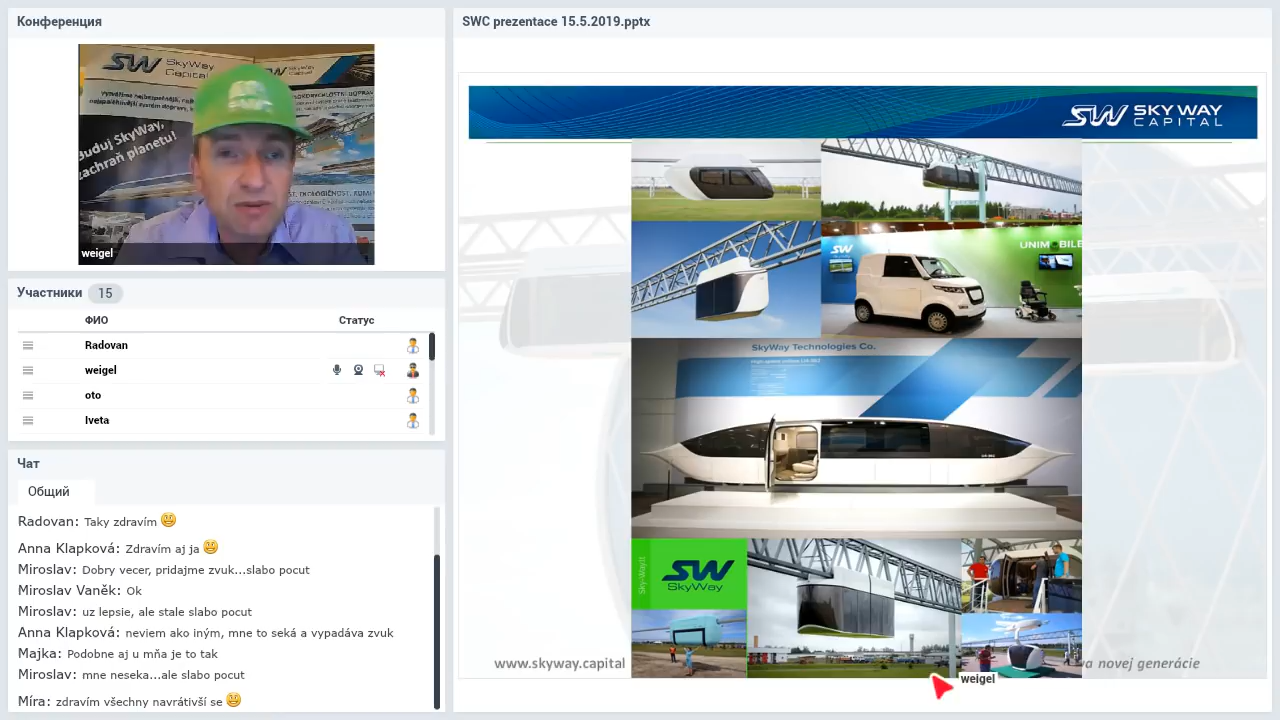 Конференция
SW SkyWay
Capital
Buduj SkyWay,
zachraň planetu!
weigel
Участники 15
ФИО Статус
Radovan
weigel
oto
Iveta
Чат
Общий
Radovan: Taky zdravím
Anna Klapková: Zdravím aj ja
Miroslav: Dobry vecer, pridajme zvuk...slabo pocut
Miroslav Vaněk: Ok
Miroslav: uz lepsie, ale stale slabo pocut
Anna Klapková: neviem ako iným, mne to seká a vypadáva zvuk
Majka: Podobne aj u mňa je to tak
Miroslav: mne neseka...ale slabo pocut
Míra: zdravím všechny navrátivší se
SWC prezentace 15.5.2019.pptx
SW SKY WAY
CAPITAL
SW
UNIM BILE
SkyWay Technologies Co.
SW
SkyWay
www.skyway.capital
va novej generácie
weigel